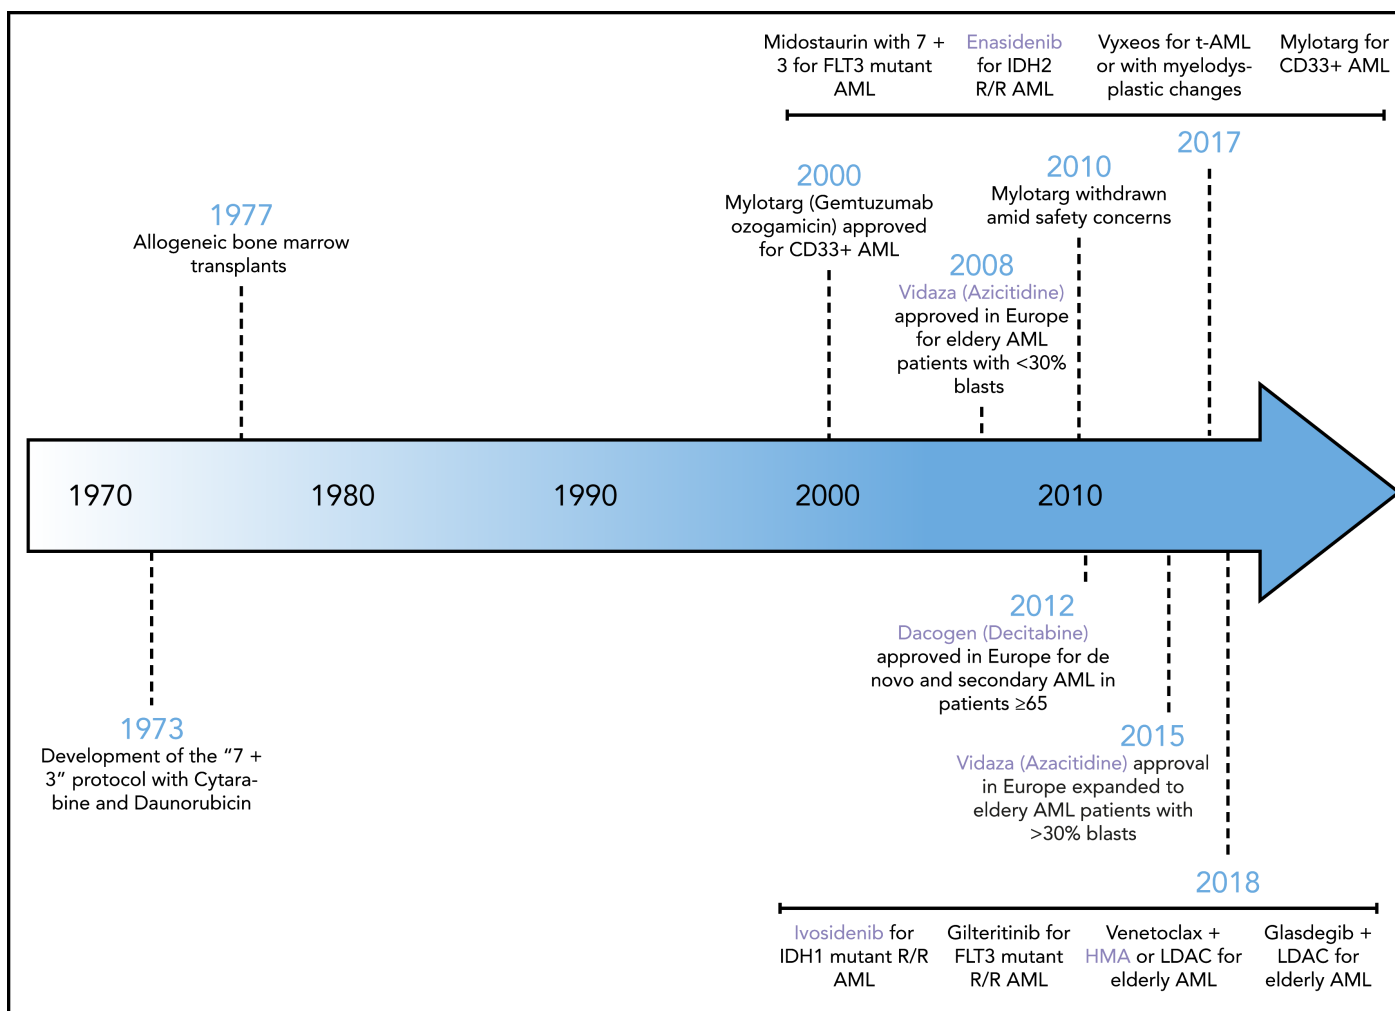 Midostaurin with 7 +
3 for FLT3 mutant
AML
Enasidenib
for IDH2
R/R AML
Vyxeos for t-AML
or with myelodys-
plastic changes
Mylotarg for
CD33+ AML
2017
2010
Mylotarg withdrawn
amid safety concerns
2000
Mylotarg (Gemtuzumab
ozogamicin) approved
for CD33+ AML
1977
Allogeneic bone marrow
transplants
2008
Vidaza (Azicitidine)
approved in Europe
for eldery AML
patients with <30%
blasts
1970
1980
1990
2000
2010
2012
Dacogen (Decitabine)
approved in Europe for de
novo and secondary AML in
patients ≥65
1973
Development of the “7 +
3” protocol with Cytara-
bine and Daunorubicin
2015
Vidaza (Azacitidine) approval
in Europe expanded to
eldery AML patients with
>30% blasts
2018
Ivosidenib for
IDH1 mutant R/R
AML
Gilteritinib for
FLT3 mutant
R/R AML
Venetoclax +
HMA or LDAC for
elderly AML
Glasdegib +
LDAC for
elderly AML